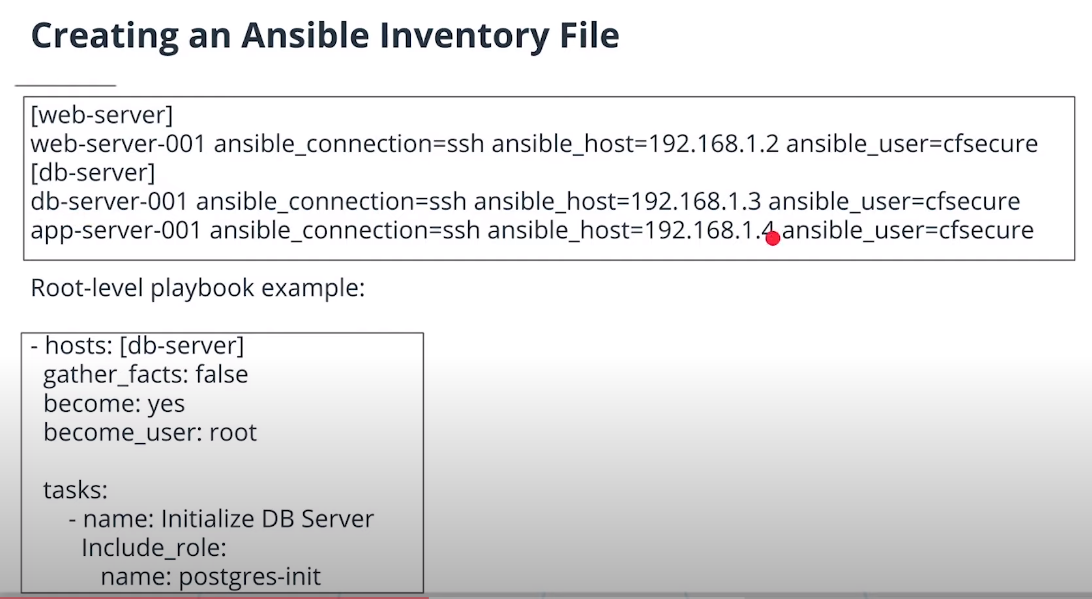 Creating an Ansible Inventory File
[web-server]
web-server-001 ansible_connection=ssh ansible_host=192.168.1.2 ansible_user=cfsecure
[db-server]
db-server-001 ansible_connection=ssh ansible_host=192.168.1.3 ansible_user=cfsecure
app-server-001 ansible_connection=ssh ansible_host=192.168.1.4 ansible_user=cfsecure
Root-level playbook example:
- hosts: [db-server]
gather_facts: false
become: yes
become_user: root
tasks:
- name: Initialize DB Server
Include_role:
name: postgres-init